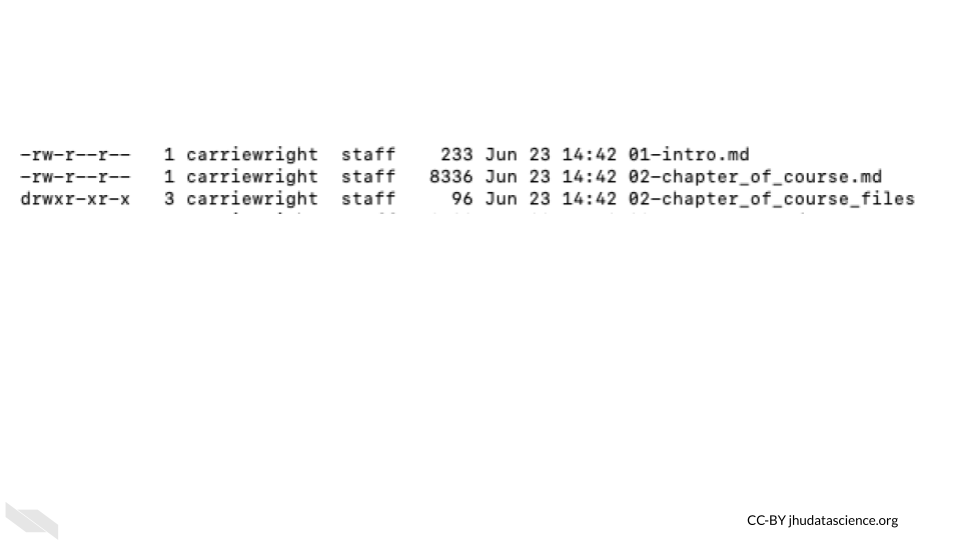 -rw-r--r--   1 carriewright  staff    233 Jun 23 14:42 01-intro.md
-rw-r--r--   1 carriewright  staff   8336 Jun 23 14:42 02-chapter_of_course.md
drwxr-xr-x   3 carriewright  staff     96 Jun 23 14:42 02-chapter_of_course_files
CC-BY jhudatascience.org